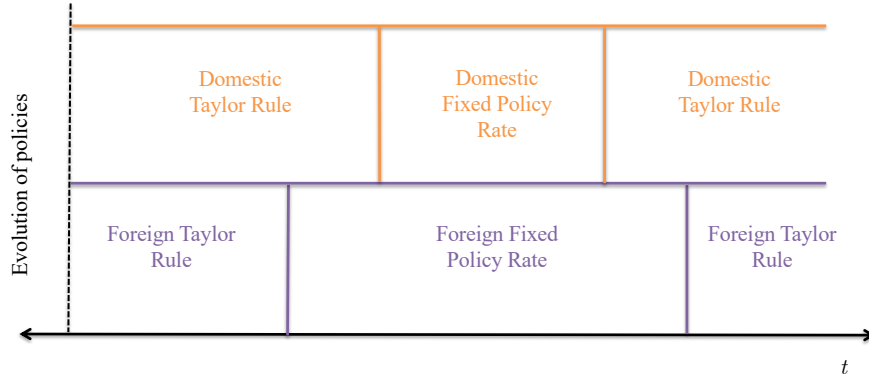 Evolution of policies
Domestic
Taylor Rule
Domestic
Fixed Policy
Rate
Domestic
Taylor Rule
Foreign Taylor
Rule
Foreign Fixed
Policy Rate
Foreign Taylor
Rule
t